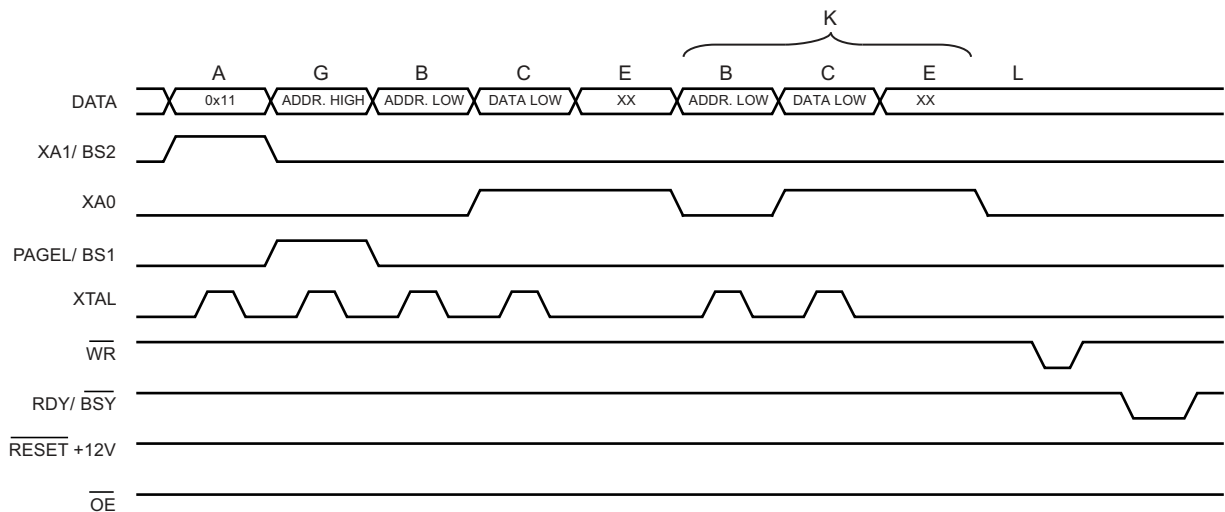 K
A G B C E B C E L
DATA 0x11 ADDR. HIGH ADDR. LOW DATA LOW XX ADDR. LOW DATA LOW XX
XA1/ BS2
XA0
PAGEL/ BS1
XTAL
WR
RDY/ BSY
RESET +12V
OE